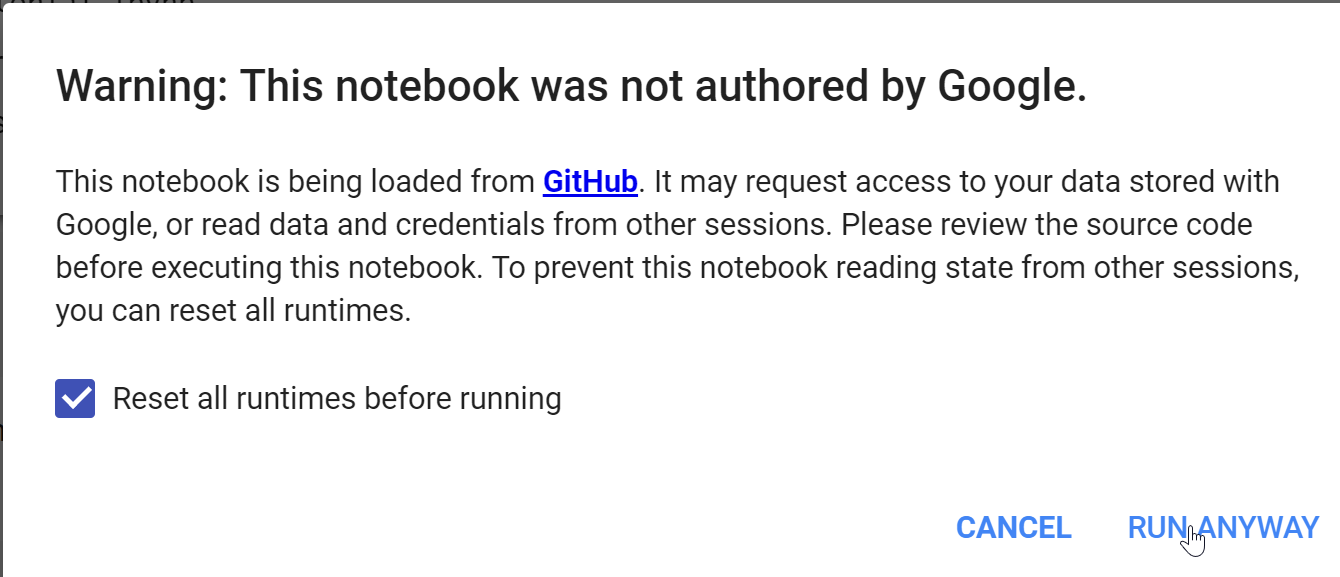 Warning: This notebook was not authored by Google.
This notebook is being loaded from GitHub. It may request access to your data stored with
Google, or read data and credentials from other sessions. Please review the source code
before executing this notebook. To prevent this notebook reading state from other sessions,
you can reset all runtimes.
Reset all runtimes before running
CANCEL RUN ANYWAY